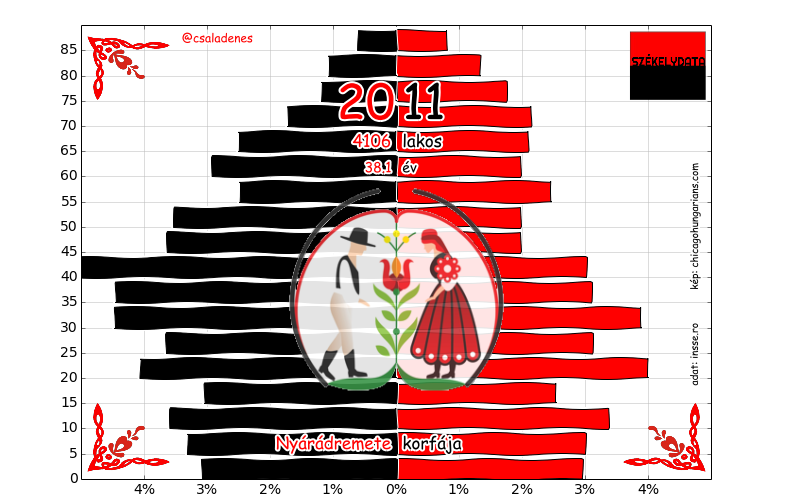 @csaladenes
SZÉKELYDATA
2011
4106 lakos
38.1 év
85
80
75
70
65
60
55
50
45
40
35
30
25
20
15
10
5
0
kép: chicagohungarians.com
adat: insse.ro
Nyárádremete korfája
4% 3% 2% 1% 0% 1% 2% 3% 4%